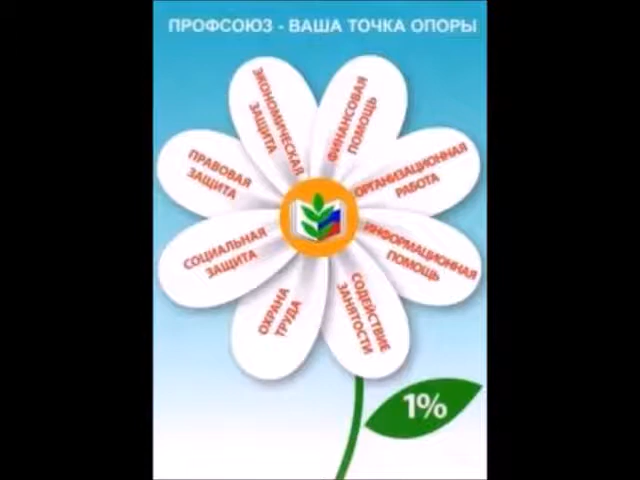 ПРОФСОЮЗ - ВАША ТОЧКА ОПОРЫ
ЭКОНОМИЧЕСКАЯ
ЗАЩИТА
ФИНАНСОВАЯ
ПОМОЩЬ
ПРАВОВАЯ
ЗАЩИТА
ОРГАНИЗАЦИОННАЯ
РАБОТА
СОЦИАЛЬНАЯ
ЗАЩИТА
ИНФОРМАЦИОННАЯ
ПОМОЩЬ
ОХРАНА
ТРУДА
СОДЕЙСТВИЕ
ЗАНЯТОСТИ
1%